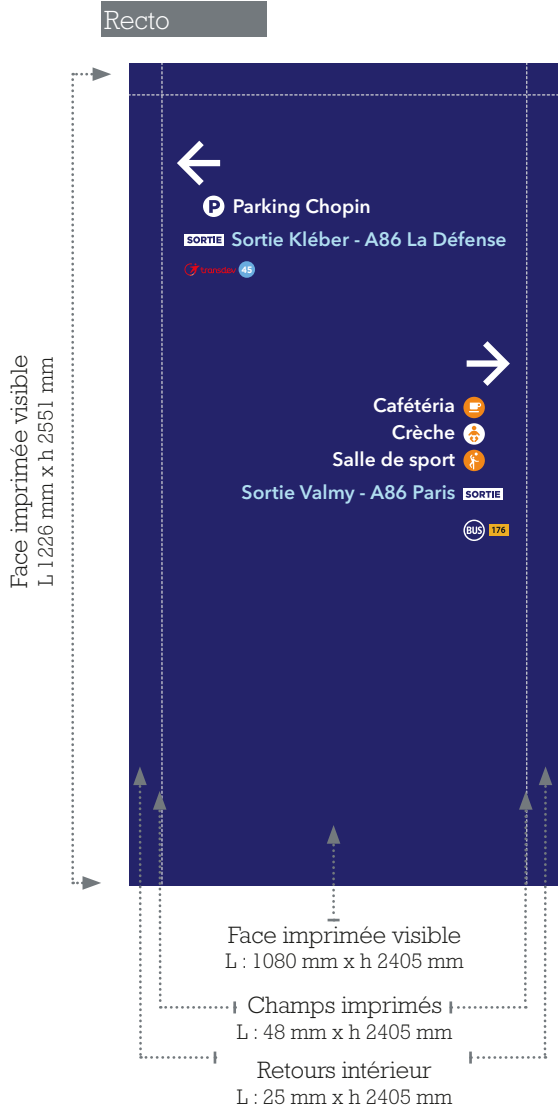 Recto
Face imprimée visible
L 1226 mm x h 2551 mm
P Parking Chopin
SORTIE Sortie Kléber - A86 La Défense
transdev 45
Cafétéria
Crèche
Salle de sport
Sortie Valmy - A86 Paris SORTIE
BUS 176
Face imprimée visible
L : 1080 mm x h 2405 mm
Champs imprimés
L : 48 mm x h 2405 mm
Retours intérieur
L : 25 mm x h 2405 mm